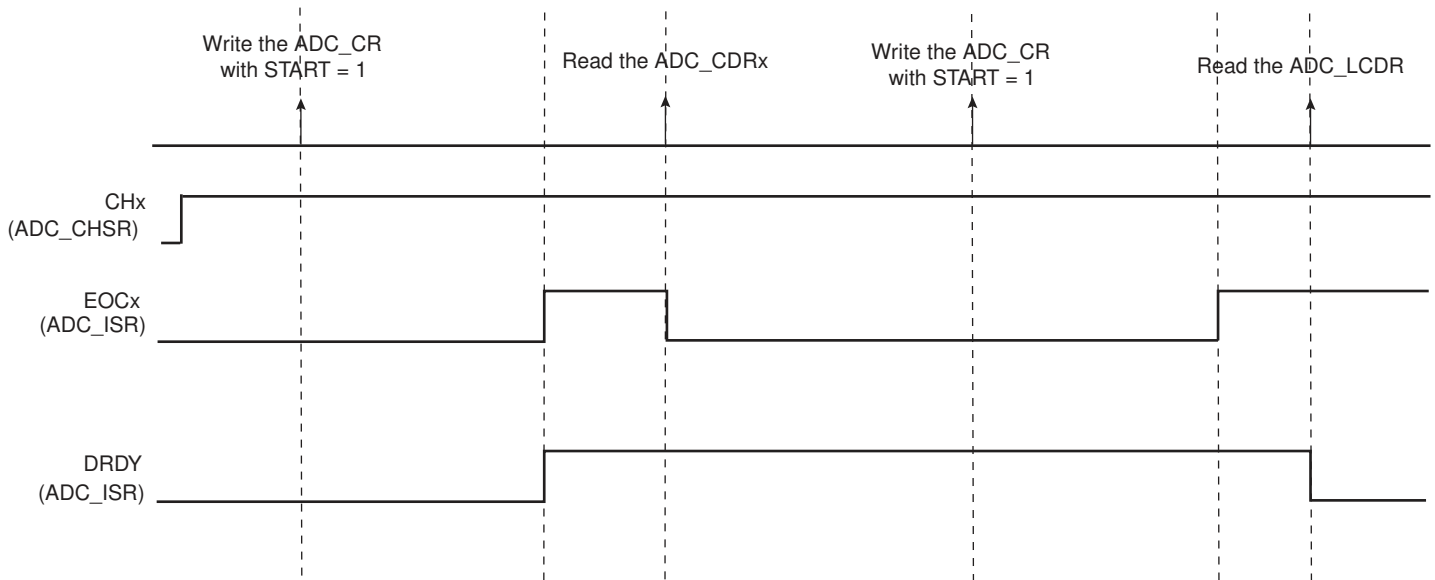 Write the ADC_CR
with START = 1
Read the ADC_CDRx
Write the ADC_CR
with START = 1
Read the ADC_LCDR
CHx
(ADC_CHSR)
EOCx
(ADC_ISR)
DRDY
(ADC_ISR)